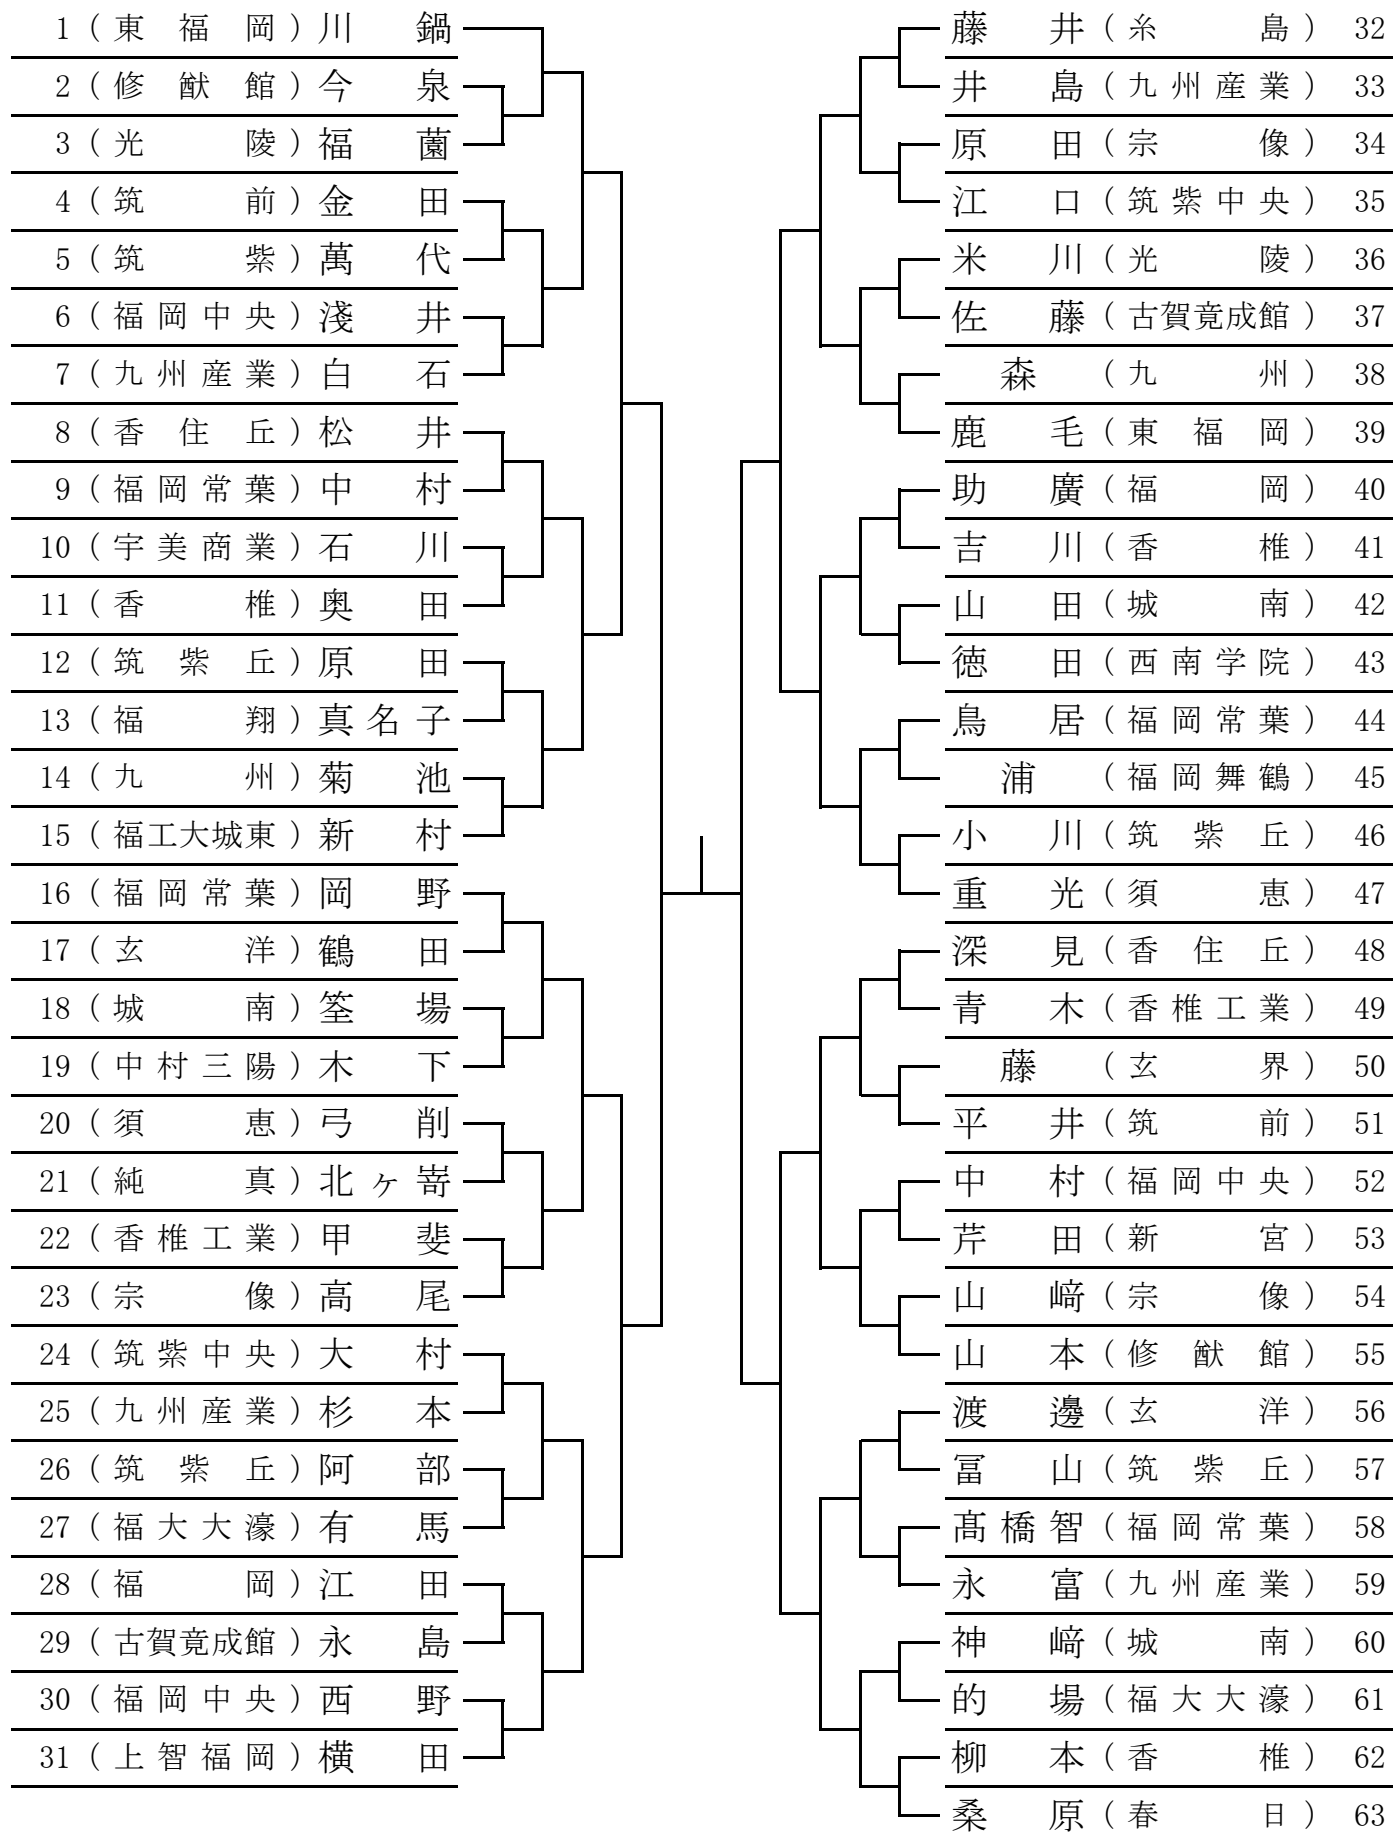 1 (東福岡) 川鍋
2 (修猷館) 今泉
3 (光陵) 福薗
4 (筑前) 金田
5 (筑紫) 萬代
6 (福岡中央) 淺井
7 (九州産業) 白石
8 (香住丘) 松井
9 (福岡常葉) 中村
10 (宇美商業) 石川
11 (香椎) 奥田
12 (筑紫丘) 原田
13 (福翔) 真名子
14 (九州) 菊池
15 (福工大城東) 新村
16 (福岡常葉) 岡野
17 (玄洋) 鶴田
18 (城南) 筌場
19 (中村三陽) 木下
20 (須恵) 弓削
21 (純真) 北ヶ嵜
22 (香椎工業) 甲斐
23 (宗像) 高尾
24 (筑紫中央) 大村
25 (九州産業) 杉本
26 (筑紫丘) 阿部
27 (福大大濠) 有馬
28 (福岡) 江田
29 (古賀竟成館) 永島
30 (福岡中央) 西野
31 (上智福岡) 横田
藤井 (糸島) 32
井島 (九州産業) 33
原田 (宗像) 34
江口 (筑紫中央) 35
米川 (光陵) 36
佐藤 (古賀竟成館) 37
森 (九州) 38
鹿毛 (東福岡) 39
助廣 (福岡) 40
吉川 (香椎) 41
山田 (城南) 42
徳田 (西南学院) 43
鳥居 (福岡常葉) 44
浦 (福岡舞鶴) 45
小川 (筑紫丘) 46
重光 (須恵) 47
深見 (香住丘) 48
青木 (香椎工業) 49
藤 (玄界) 50
平井 (筑前) 51
中村 (福岡中央) 52
芹田 (新宮) 53
山﨑 (宗像) 54
山本 (修猷館) 55
渡邊 (玄洋) 56
冨山 (筑紫丘) 57
髙橋智 (福岡常葉) 58
永富 (九州産業) 59
神﨑 (城南) 60
的場 (福大大濠) 61
柳本 (香椎) 62
桑原 (春日) 63